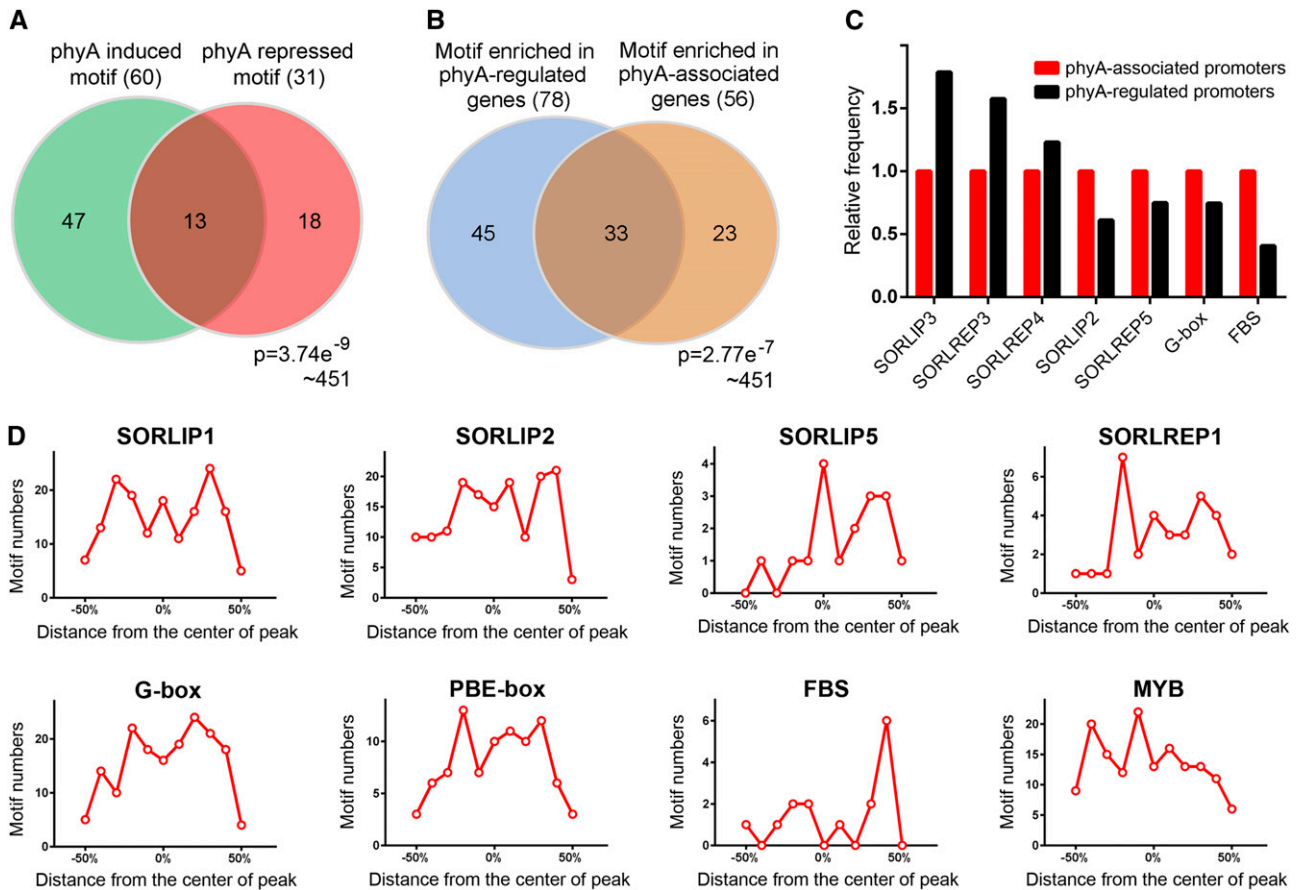 A
phyA induced
motif (60)
phyA repressed
motif (31)
47
13
18
p=3.74e-9
~451
B
Motif enriched in
phyA-regulated
genes (78)
Motif enriched in
phyA-associated
genes (56)
45
33
23
p=2.77e-7
~451
C
phyA-associated promoters
phyA-regulated promoters
Relative frequency
1.5
1.0
0.5
0.0
SORLIP3
SORLREP3
SORLREP4
SORLIP2
SORLREP5
G-box
FBS
D
SORLIP1
Motif numbers
20
10
0
-50%
0%
50%
Distance from the center of peak
SORLIP2
Motif numbers
20
15
10
5
0
-50%
0%
50%
Distance from the center of peak
SORLIP5
Motif numbers
4
3
2
1
0
-50%
0%
50%
Distance from the center of peak
SORLREP1
Motif numbers
6
4
2
0
-50%
0%
50%
Distance from the center of peak
G-box
Motif numbers
20
10
0
-50%
0%
50%
Distance from the center of peak
PBE-box
Motif numbers
10
5
0
-50%
0%
50%
Distance from the center of peak
FBS
Motif numbers
6
4
2
0
-50%
0%
50%
Distance from the center of peak
MYB
Motif numbers
20
15
10
5
0
-50%
0%
50%
Distance from the center of peak